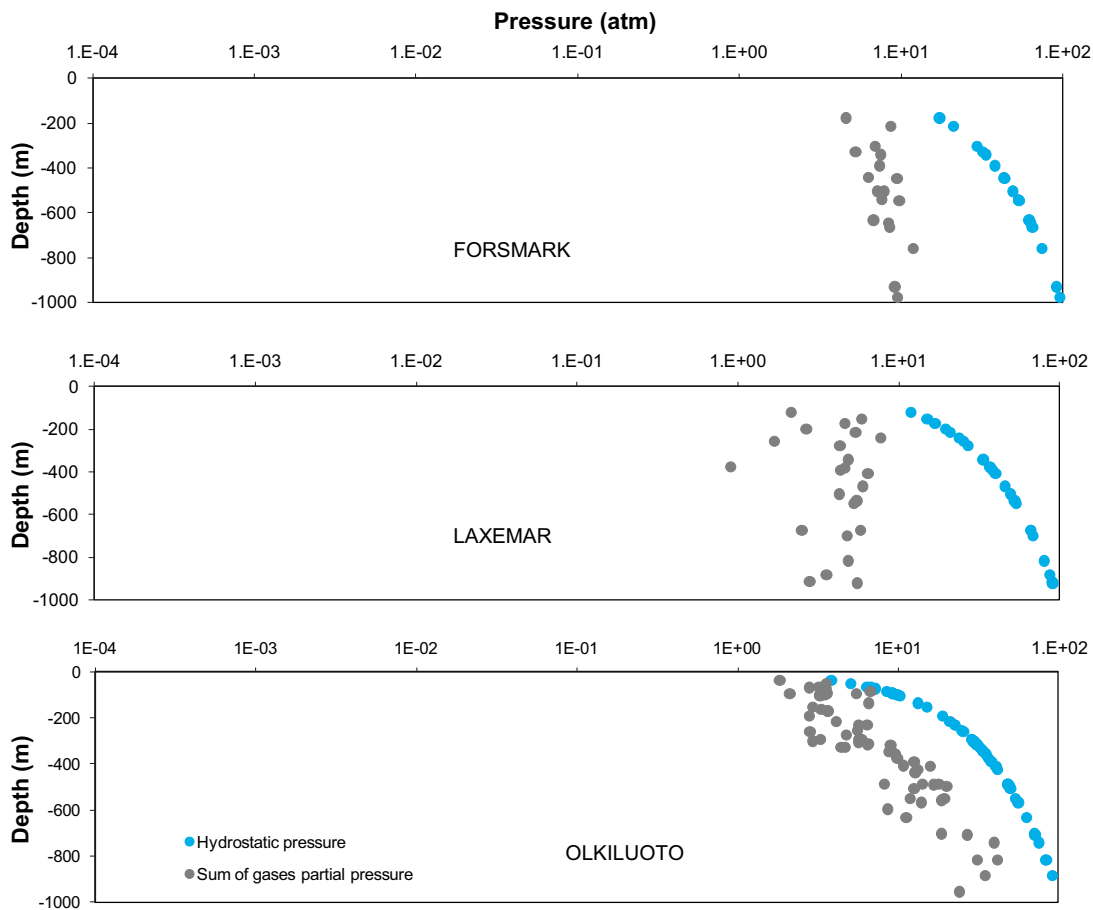 Pressure (atm)
1.E-04 1.E-03 1.E-02 1.E-01 1.E+00 1.E+01 1.E+02
0
-200
-400
-600
-800
-1000
Depth (m)
FORSMARK
1.E-04 1.E-03 1.E-02 1.E-01 1.E+00 1.E+01 1.E+02
0
-200
-400
-600
-800
-1000
Depth (m)
LAXEMAR
1E-04 1E-03 1E-02 1E-01 1E+00 1E+01 1.E+02
0
-200
-400
-600
-800
-1000
Depth (m)
Hydrostatic pressure
Sum of gases partial pressure
OLKILUOTO